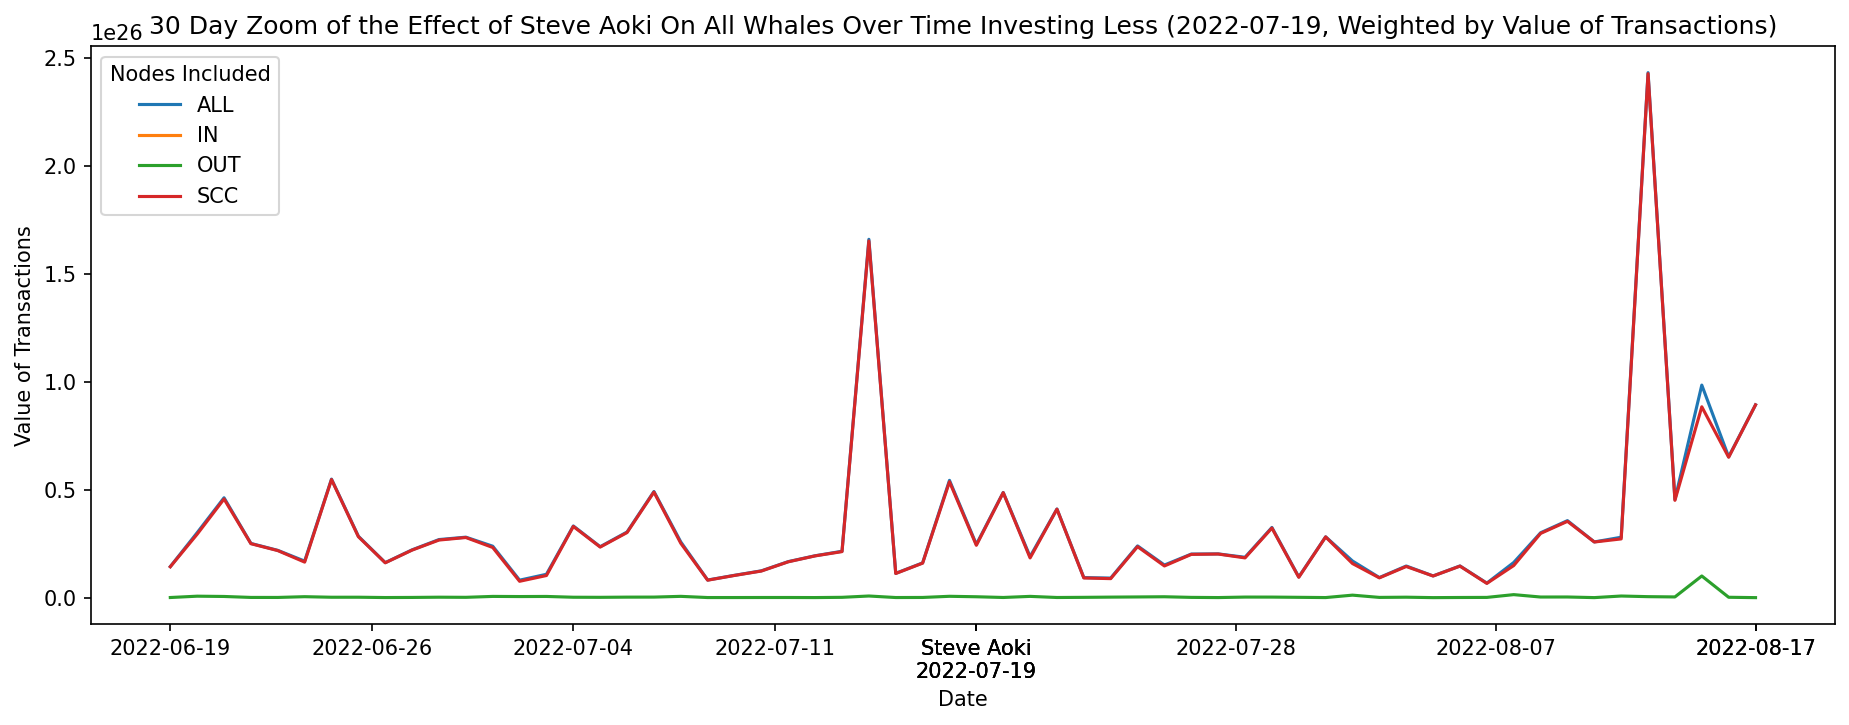 30 Day Zoom of the Effect of Steve Aoki On All Whales Over Time Investing Less (2022-07-19, Weighted by Value of Transactions)
1e26
2.5
2.0
1.5
1.0
0.5
0.0
Value of Transactions
Nodes Included
ALL
IN
OUT
SCC
2022-06-19 2022-06-26 2022-07-04 2022-07-11 Steve Aoki 2022-07-28 2022-08-07 2022-08-17
2022-07-19
Date